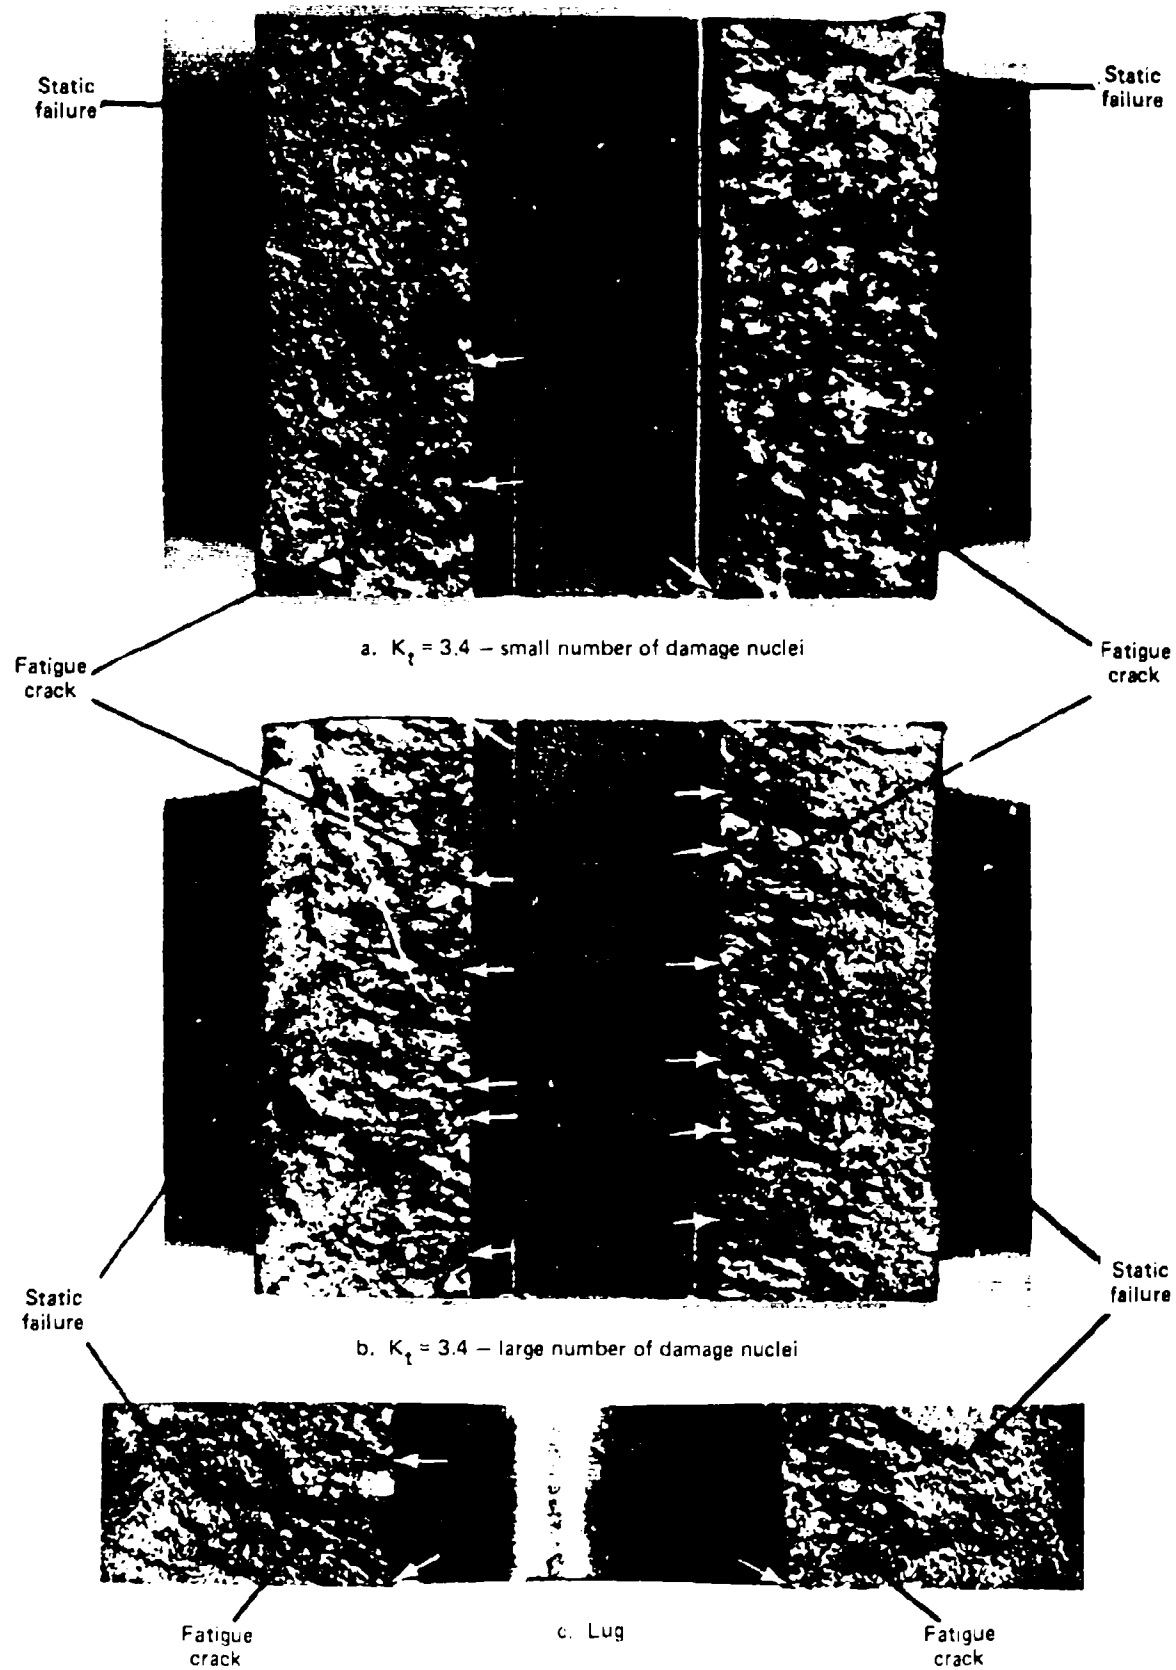 Static
failure
Static
failure
a. Kt = 3.4 – small number of damage nuclei
Fatigue
crack
Fatigue
crack
b. Kt = 3.4 – large number of damage nuclei
Static
failure
Static
failure
Fatigue
crack
c. Lug
Fatigue
crack